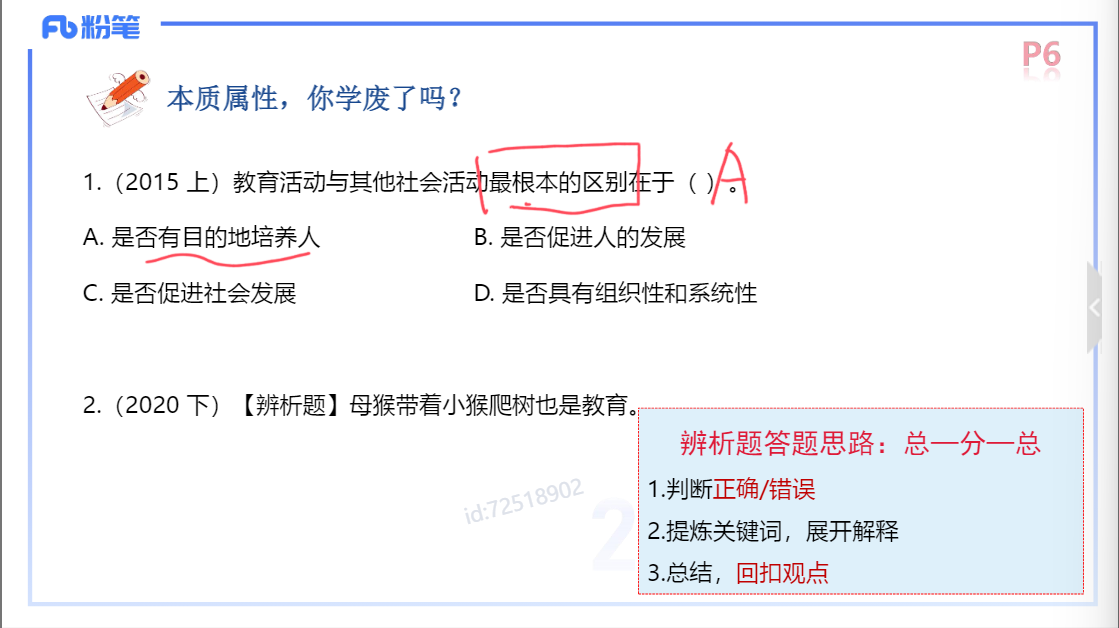 粉笔
P6
本质属性，你学废了吗？
1.（2015 上）教育活动与其他社会活动最根本的区别在于（ ）。A
A. 是否有目的地培养人 B. 是否促进人的发展
C. 是否促进社会发展 D. 是否具有组织性和系统性
2.（2020 下）【辨析题】母猴带着小猴爬树也是教育。
辨析题答题思路：总一分一总
1.判断正确/错误
2.提炼关键词，展开解释
3.总结，回扣观点
id:72518902
2